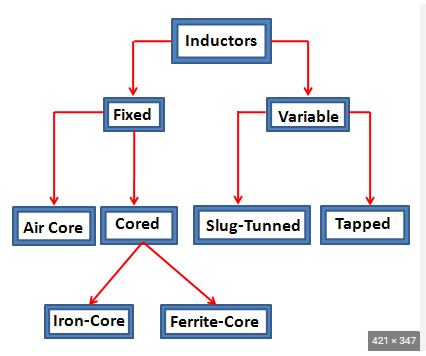 Inductors
Fixed
Variable
Air Core
Cored
Slug-Tunned
Tapped
Iron-Core
Ferrite-Core
421 × 347